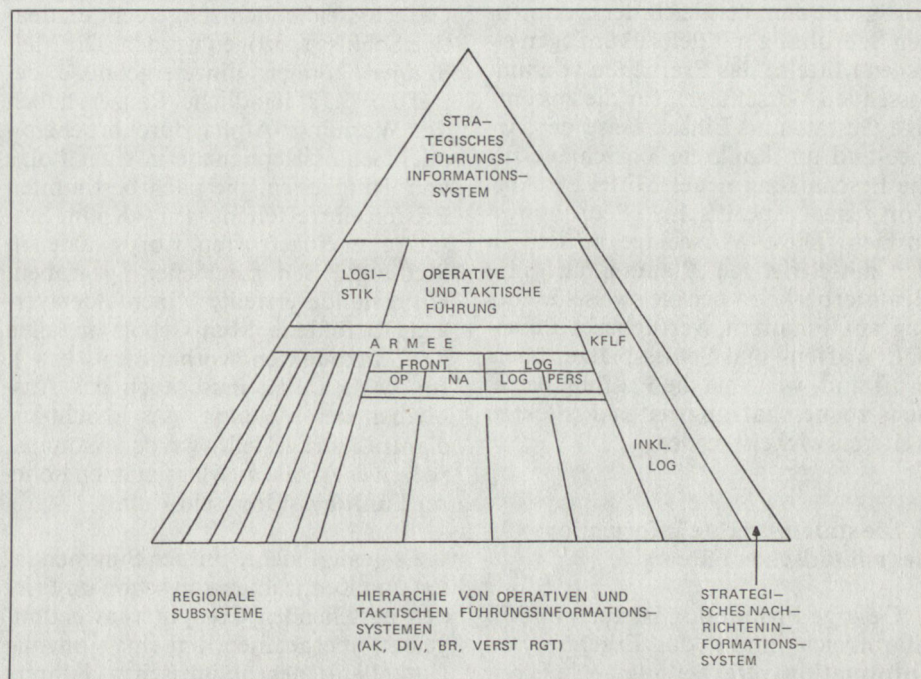 STRA–
TEGISCHES
FÜHRUNGS-
INFORMATIONS–
SYSTEM
LOGI–
STIK
OPERATIVE
UND TAKTISCHE
FÜHRUNG
KFLF
ARMEE
FRONT LOG
OP NA LOG PERS
INKL.
LOG
REGIONALE
SUBSYSTEME
HIERARCHIE VON OPERATIVEN UND
TAKTISCHEN FÜHRUNGSINFORMATIONS–
SYSTEMEN
(AK, DIV, BR, VERST RGT)
STRATEGI–
SCHES NACH–
RICHTENIN–
FORMATIONS–
SYSTEM